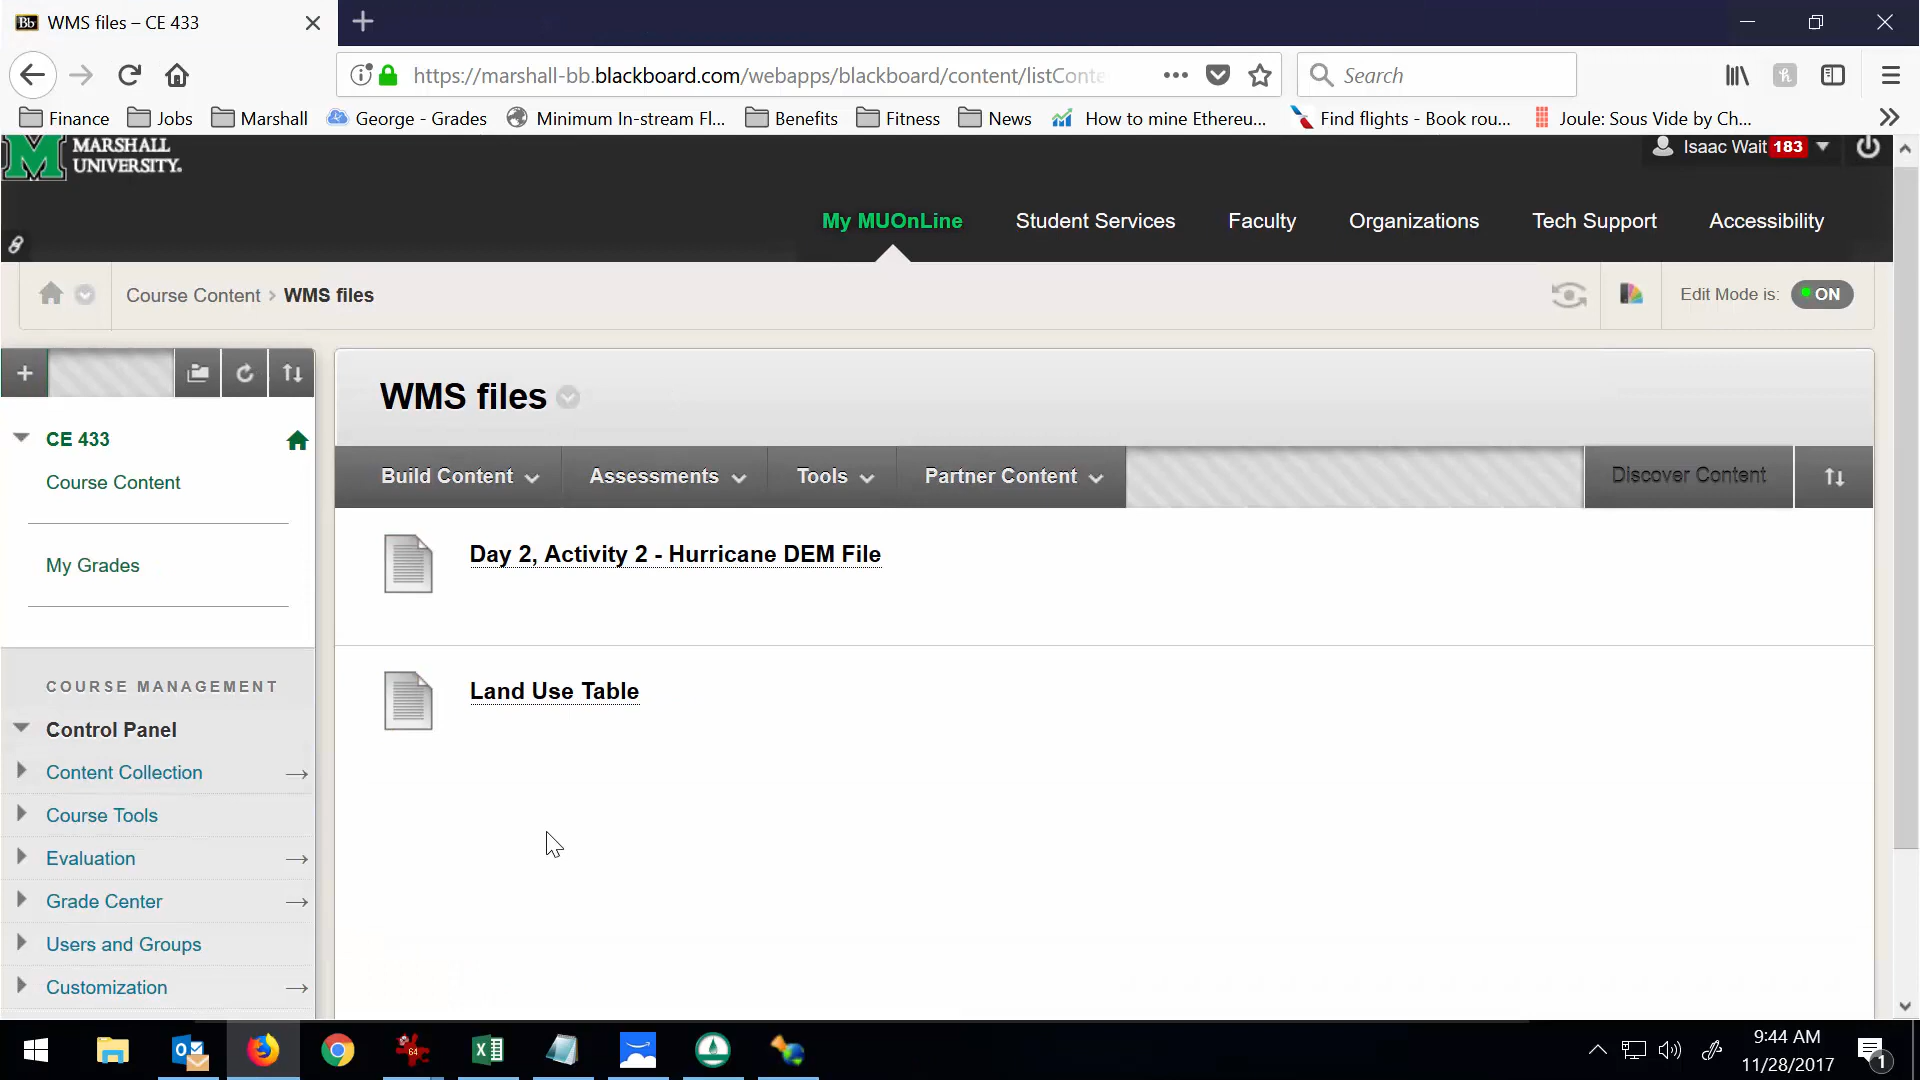 WMS files – CE 433
https://marshall-bb.blackboard.com/webapps/blackboard/content/listConte
Search
Finance
Jobs
Marshall
George - Grades
Minimum In-stream Fl...
Benefits
Fitness
News
How to mine Ethereu...
Find flights - Book rou...
Joule: Sous Vide by Ch...
MARSHALL
UNIVERSITY.
Isaac Wait 183
My MUOnLine
Student Services
Faculty
Organizations
Tech Support
Accessibility
Course Content > WMS files
Edit Mode is: ON
WMS files
CE 433
Course Content
My Grades
COURSE MANAGEMENT
Control Panel
Content Collection
Course Tools
Evaluation
Grade Center
Users and Groups
Customization
Build Content
Assessments
Tools
Partner Content
Discover Content
Day 2, Activity 2 - Hurricane DEM File
Land Use Table
64
9:44 AM
11/28/2017
1